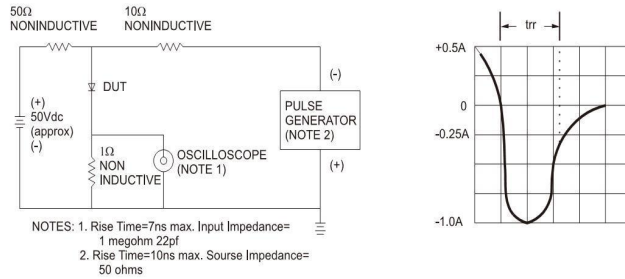 50Ω
NONINDUCTIVE
10Ω
NONINDUCTIVE
DUT
(+)
50Vdc
(approx)
(-)
1Ω
NON
INDUCTIVE
OSCILLOSCOPE
(NOTE 1)
(-)
PULSE
GENERATOR
(NOTE 2)
(+)
NOTES: 1. Rise Time=7ns max. Input Impedance=
1 megohm 22pf
2. Rise Time=10ns max. Sourse Impedance=
50 ohms
trr
+0.5A
0
-0.25A
-1.0A